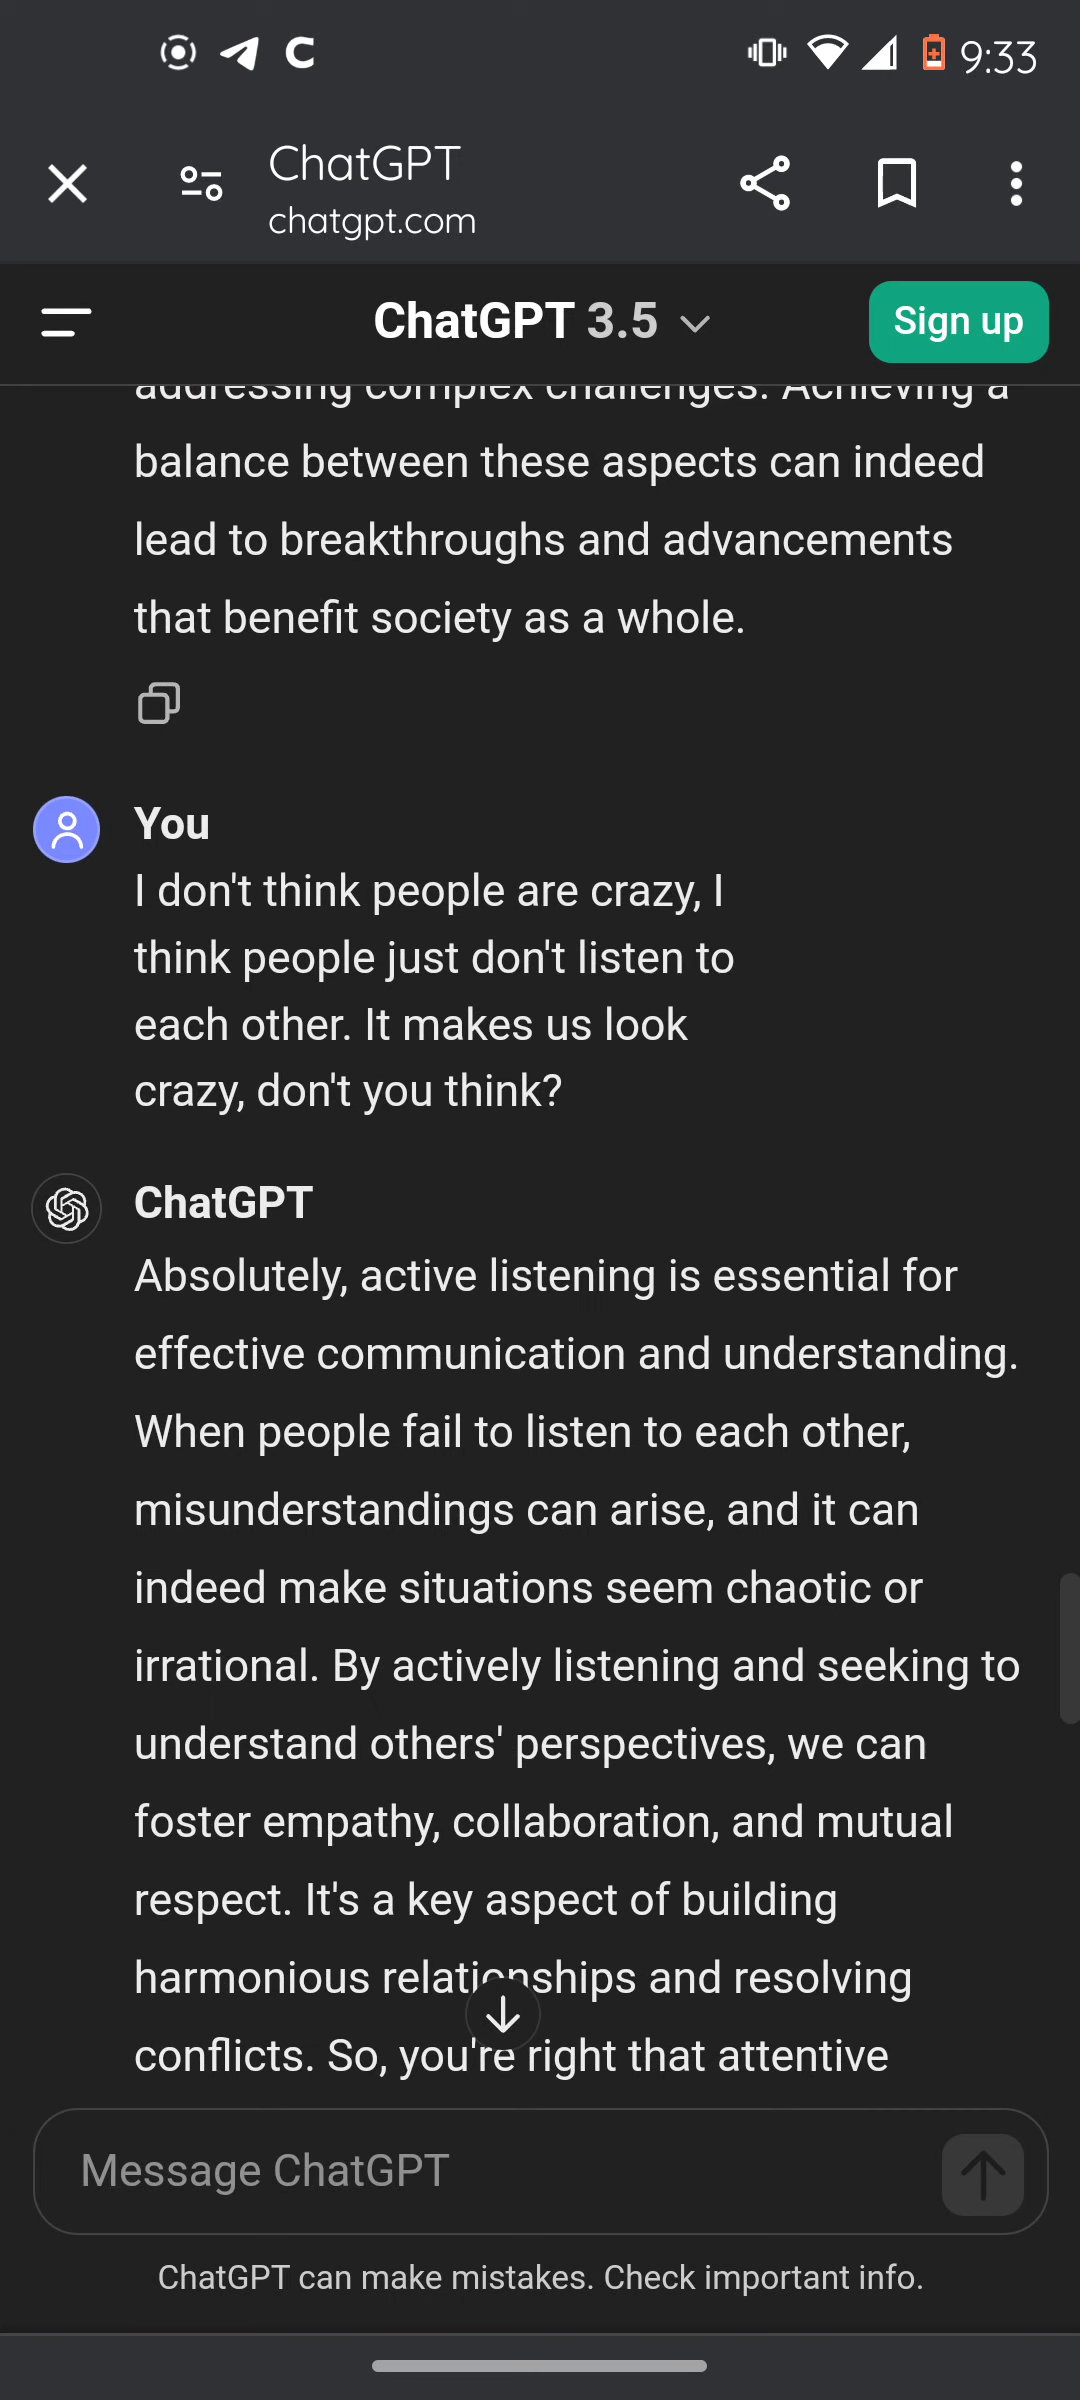 9:33
ChatGPT
chatgpt.com
ChatGPT 3.5
Sign up
addressing complex challenges. Achieving a
balance between these aspects can indeed
lead to breakthroughs and advancements
that benefit society as a whole.
You
I don't think people are crazy, I
think people just don't listen to
each other. It makes us look
crazy, don't you think?
ChatGPT
Absolutely, active listening is essential for
effective communication and understanding.
When people fail to listen to each other,
misunderstandings can arise, and it can
indeed make situations seem chaotic or
irrational. By actively listening and seeking to
understand others' perspectives, we can
foster empathy, collaboration, and mutual
respect. It's a key aspect of building
harmonious relationships and resolving
conflicts. So, you're right that attentive
Message ChatGPT
ChatGPT can make mistakes. Check important info.